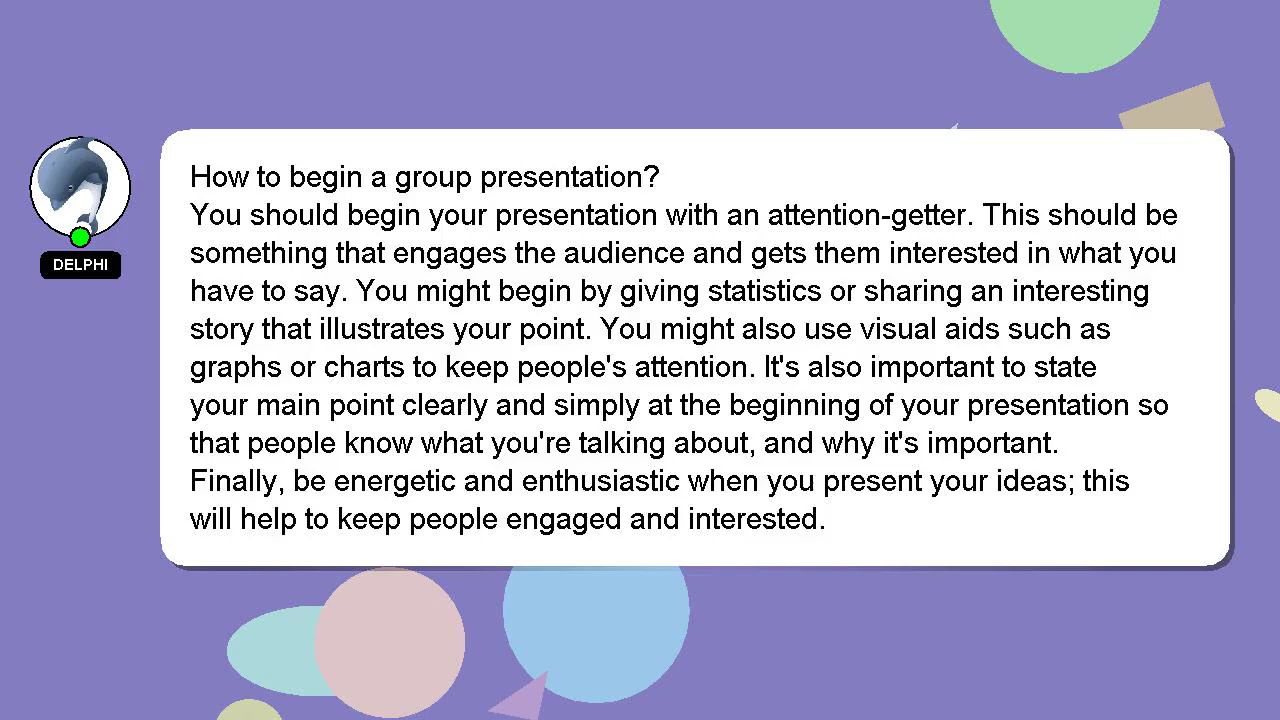 How to begin a group presentation?
You should begin your presentation with an attention-getter. This should be
something that engages the audience and gets them interested in what you
have to say. You might begin by giving statistics or sharing an interesting
story that illustrates your point. You might also use visual aids such as
graphs or charts to keep people's attention. It's also important to state
your main point clearly and simply at the beginning of your presentation so
that people know what you're talking about, and why it's important.
Finally, be energetic and enthusiastic when you present your ideas; this
will help to keep people engaged and interested.
DELPHI